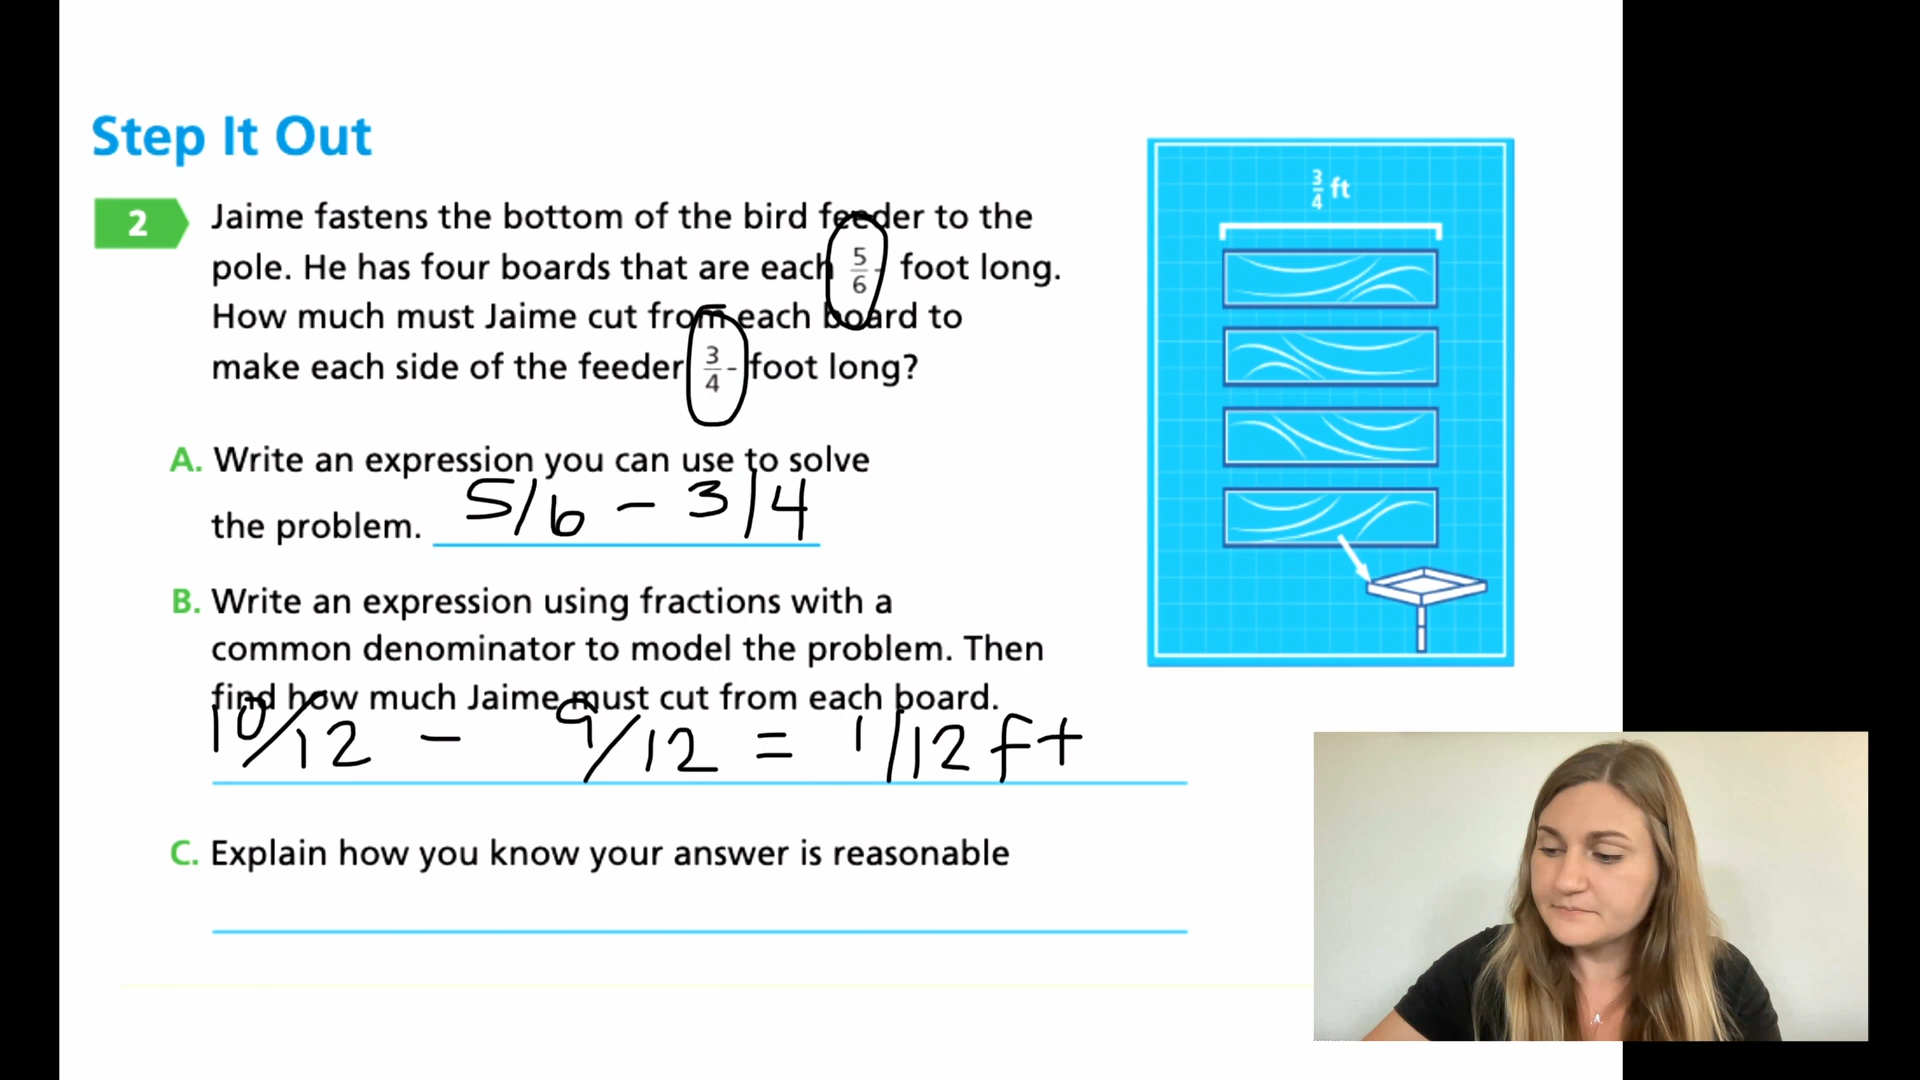 Step It Out
2 Jaime fastens the bottom of the bird feeder to the
pole. He has four boards that are each 5/6 - foot long.
How much must Jaime cut from each board to
make each side of the feeder 3/4 - foot long?
3/4 ft
A. Write an expression you can use to solve
the problem. 5/6 - 3/4
B. Write an expression using fractions with a
common denominator to model the problem. Then
find how much Jaime must cut from each board.
10/12 - 9/12 = 1/12 ft
C. Explain how you know your answer is reasonable